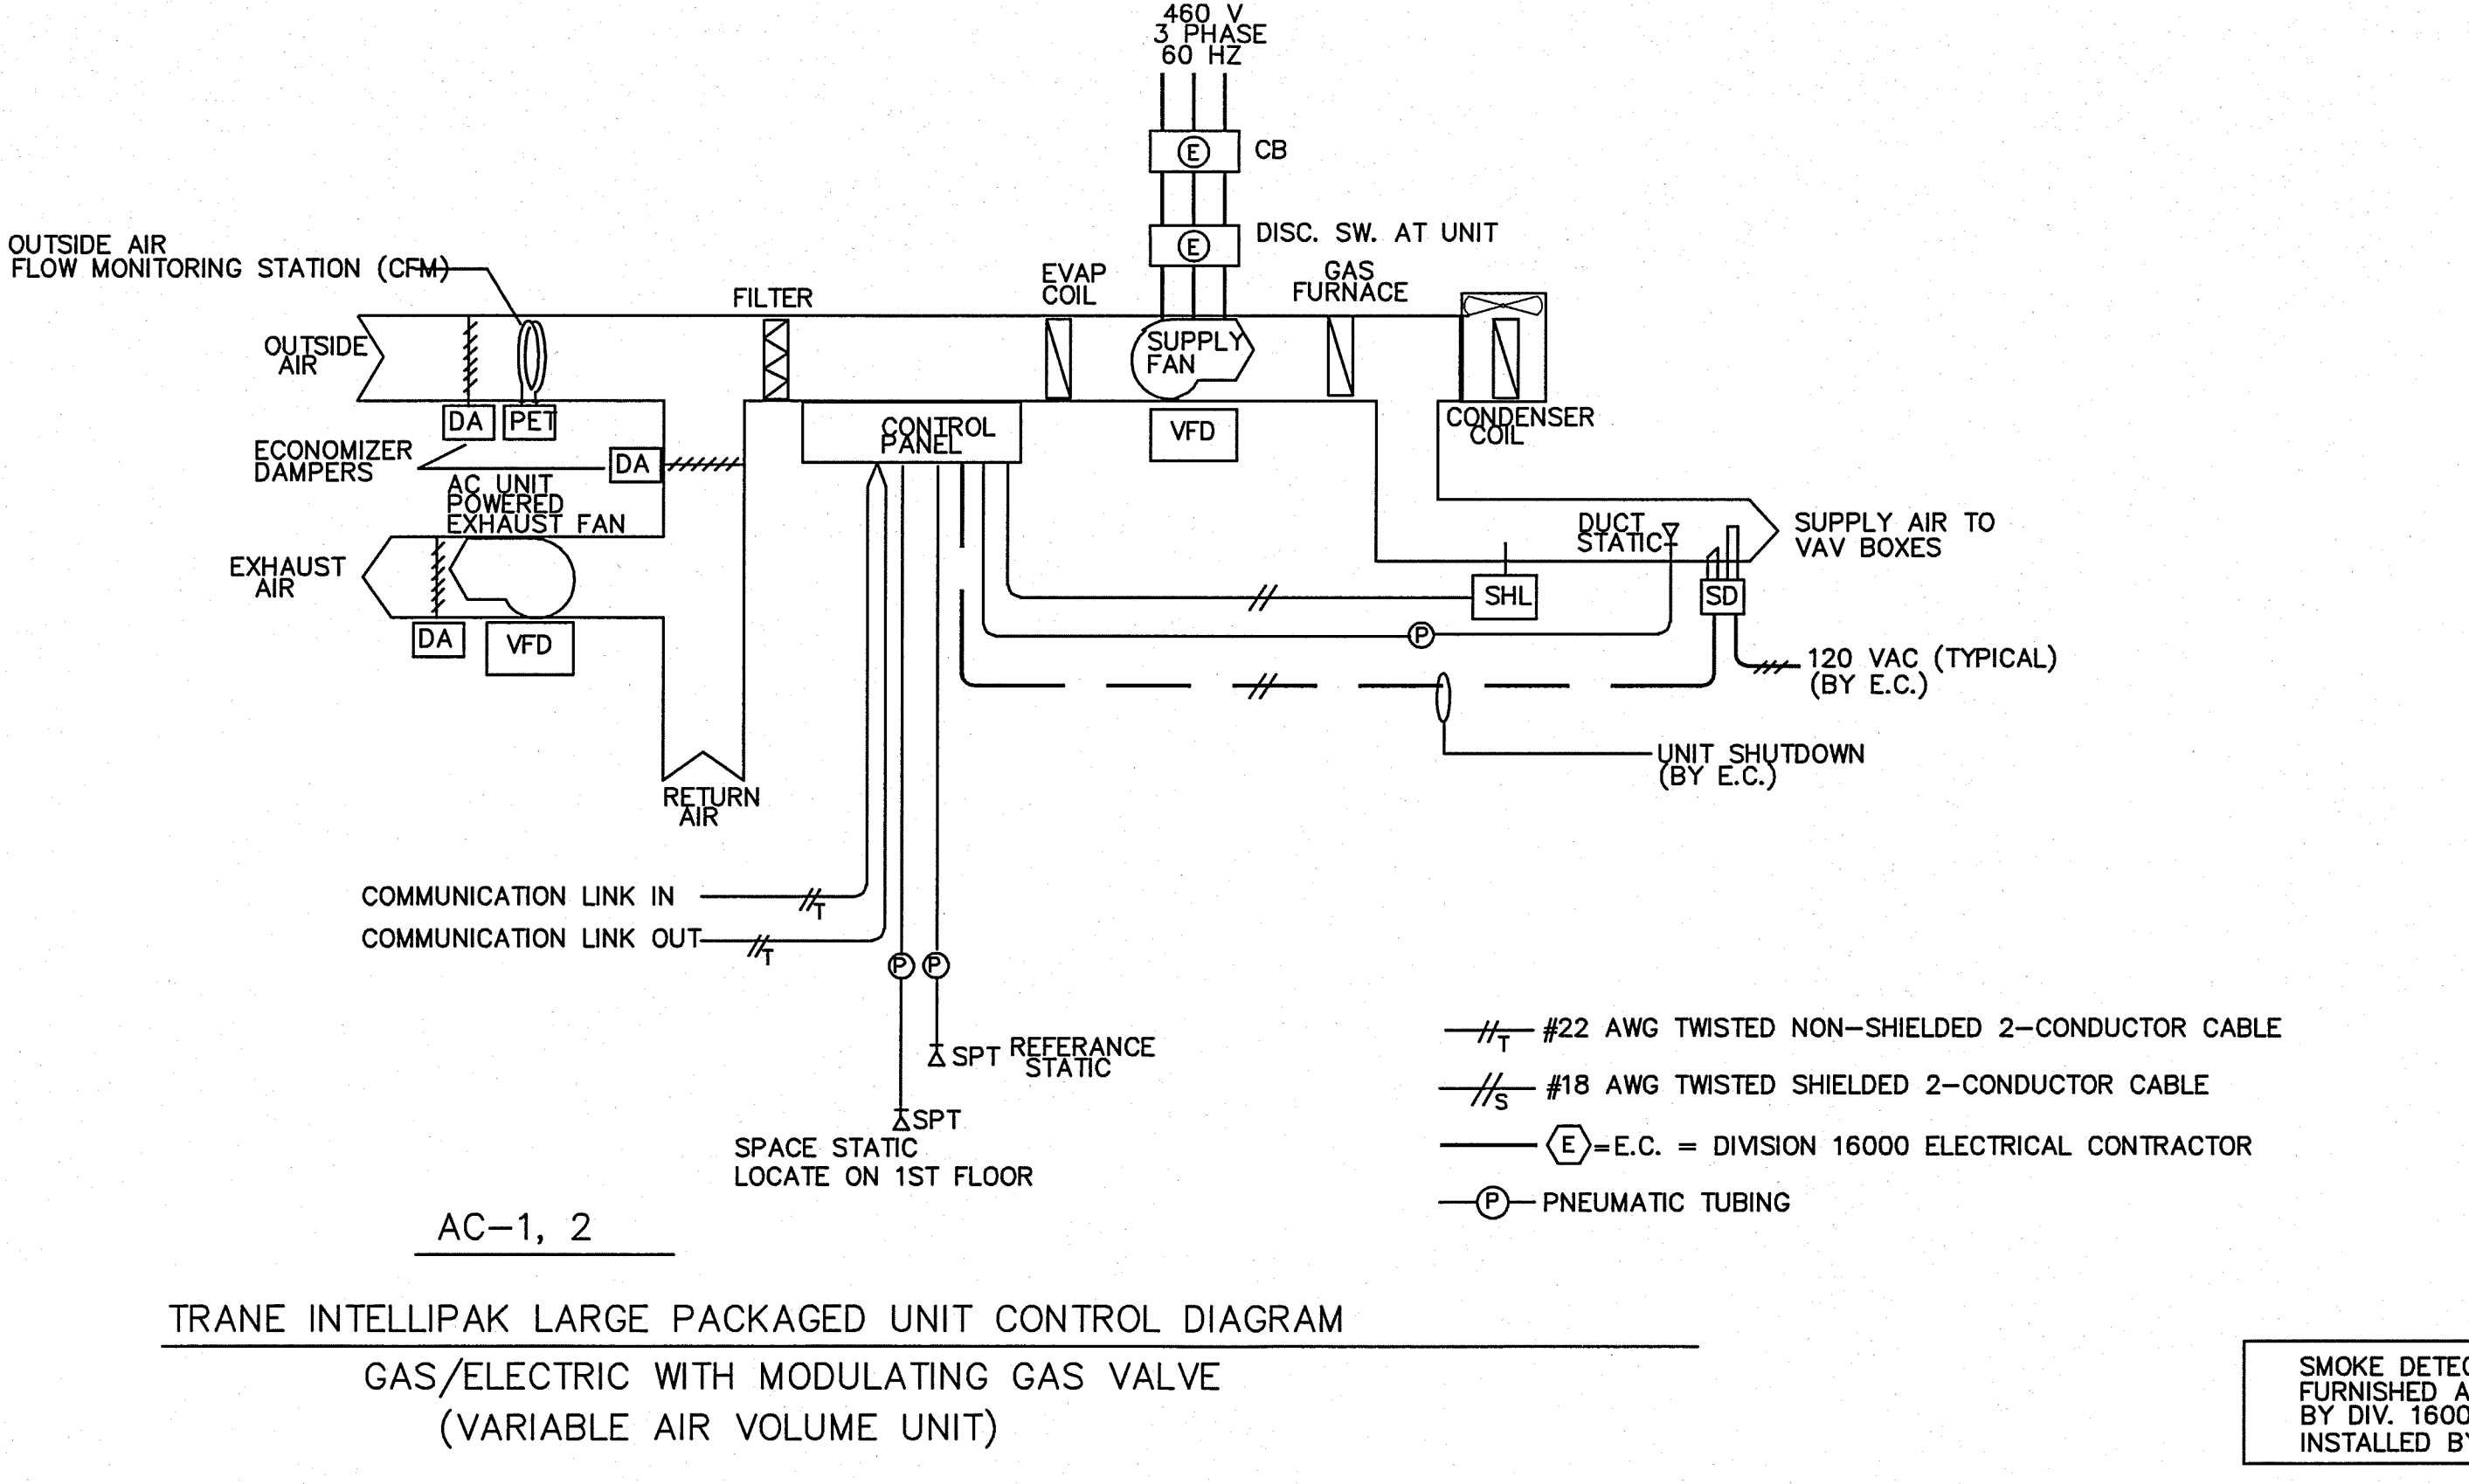 460 V
3 PHASE
60 HZ
E
CB
E
DISC. SW. AT UNIT
OUTSIDE AIR
FLOW MONITORING STATION (CFM)
FILTER
EVAP
COIL
GAS
FURNACE
OUTSIDE
AIR
SUPPLY
FAN
DA
PET
CONTROL
PANEL
VFD
CONDENSER
COIL
ECONOMIZER
DAMPERS
DA
AC UNIT
POWERED
EXHAUST FAN
EXHAUST
AIR
DA
VFD
DUCT
STATIC
SUPPLY AIR TO
VAV BOXES
SHL
SD
P
120 VAC (TYPICAL)
(BY E.C.)
UNIT SHUTDOWN
(BY E.C.)
RETURN
AIR
COMMUNICATION LINK IN
T
COMMUNICATION LINK OUT
T
P
P
SPT
REFERANCE
STATIC
SPT
SPACE STATIC
LOCATE ON 1ST FLOOR
T #22 AWG TWISTED NON-SHIELDED 2-CONDUCTOR CABLE
S #18 AWG TWISTED SHIELDED 2-CONDUCTOR CABLE
E =E.C. = DIVISION 16000 ELECTRICAL CONTRACTOR
P PNEUMATIC TUBING
AC-1, 2
TRANE INTELLIPAK LARGE PACKAGED UNIT CONTROL DIAGRAM
GAS/ELECTRIC WITH MODULATING GAS VALVE
(VARIABLE AIR VOLUME UNIT)
SMOKE
FURNISHED
BY DIV.
INSTALLED